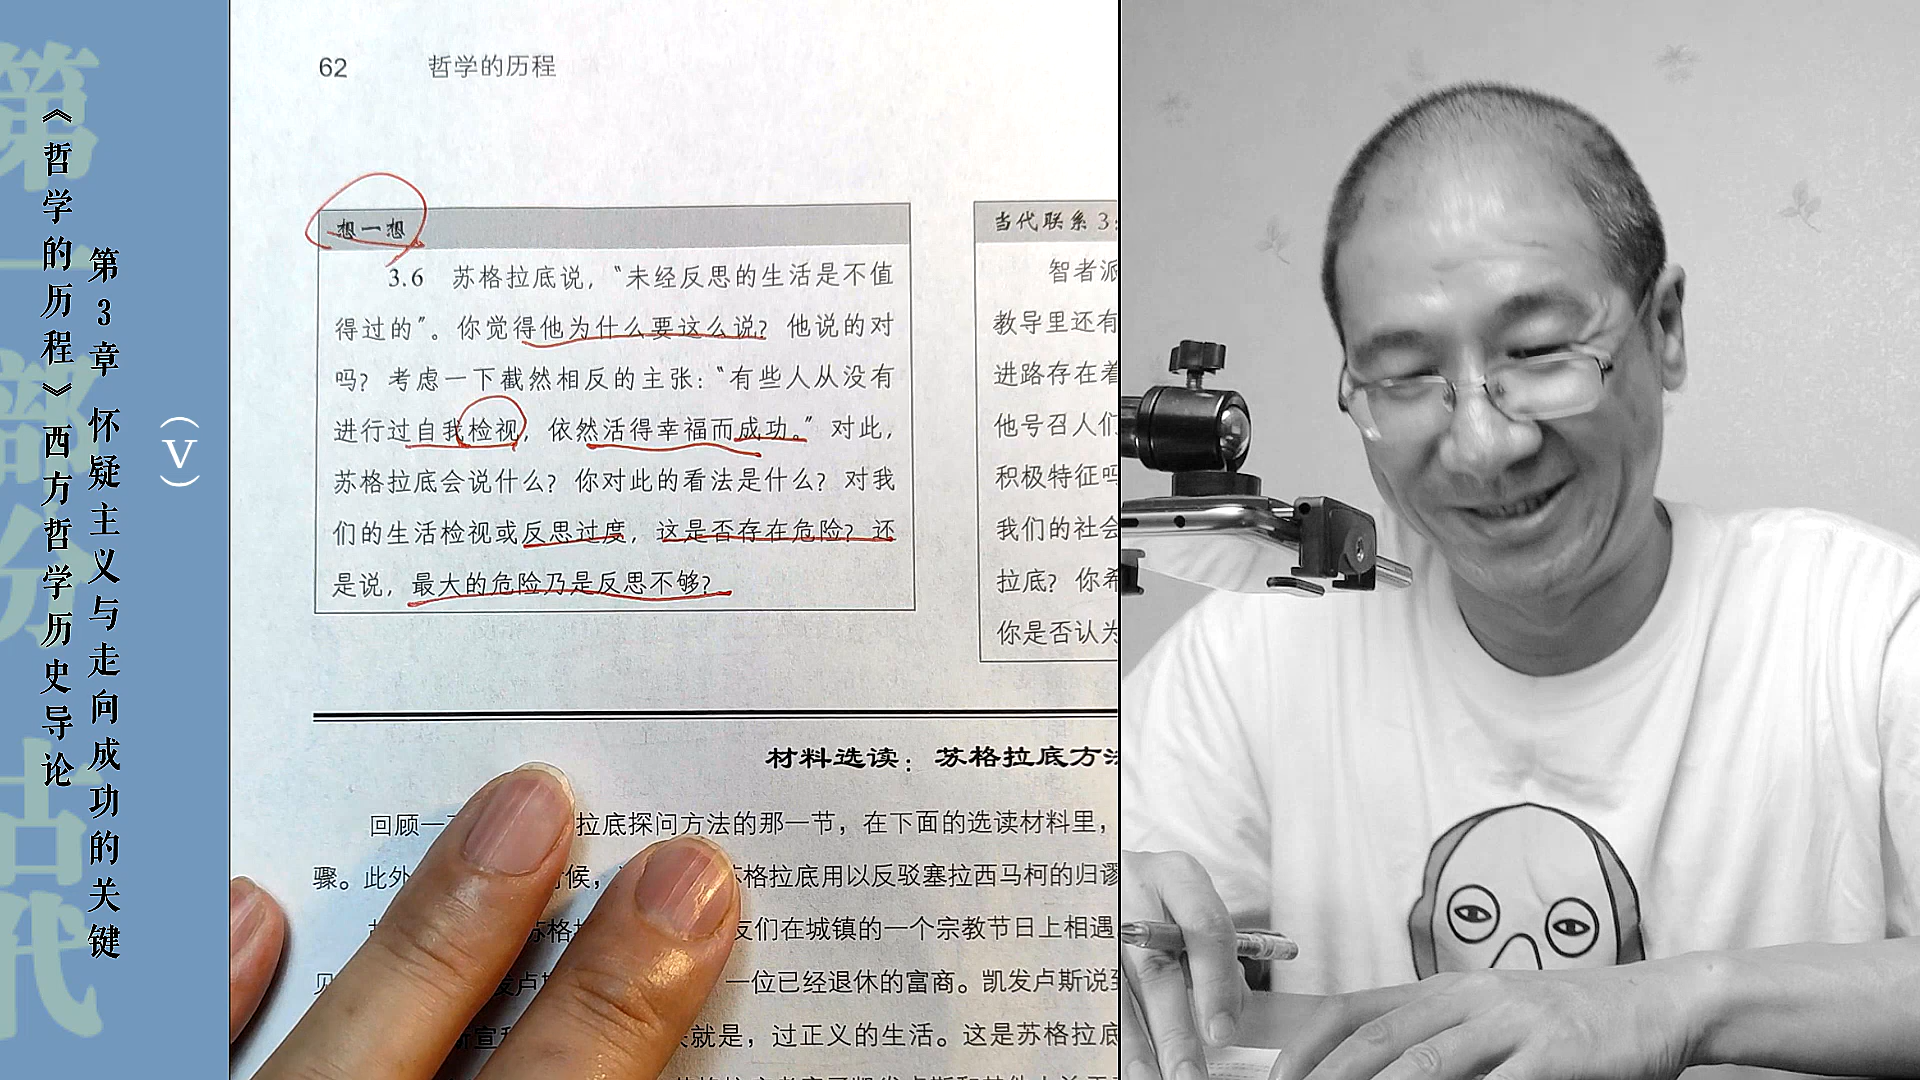 第一部分 古代
《哲学的历程》西方哲学历史导论
第3章 怀疑主义与走向成功的关键
(V)
62 哲学的历程
想一想
3.6 苏格拉底说，“未经反思的生活是不值
得过的”。你觉得他为什么要这么说？他说的对
吗？考虑一下截然相反的主张：“有些人从没有
进行过自我检视，依然活得幸福而成功。”对此，
苏格拉底会说什么？你对此的看法是什么？对我
们的生活检视或反思过度，这是否存在危险？还
是说，最大的危险乃是反思不够？
当代联系 3
智者派
教导里还有
进路存在着
他号召人们
积极特征吗
我们的社会
拉底？你希
你是否认为
材料选读：苏格拉底方法
回顾一 拉底探问方法的那一节，在下面的选读材料里，
骤。此外 候， 格拉底用以反驳塞拉西马柯的归谬
苏格 友们在城镇的一个宗教节日上相遇
见 发卢 一位已经退休的富商。凯发卢斯说
就是，过正义的生活。这是苏格拉底